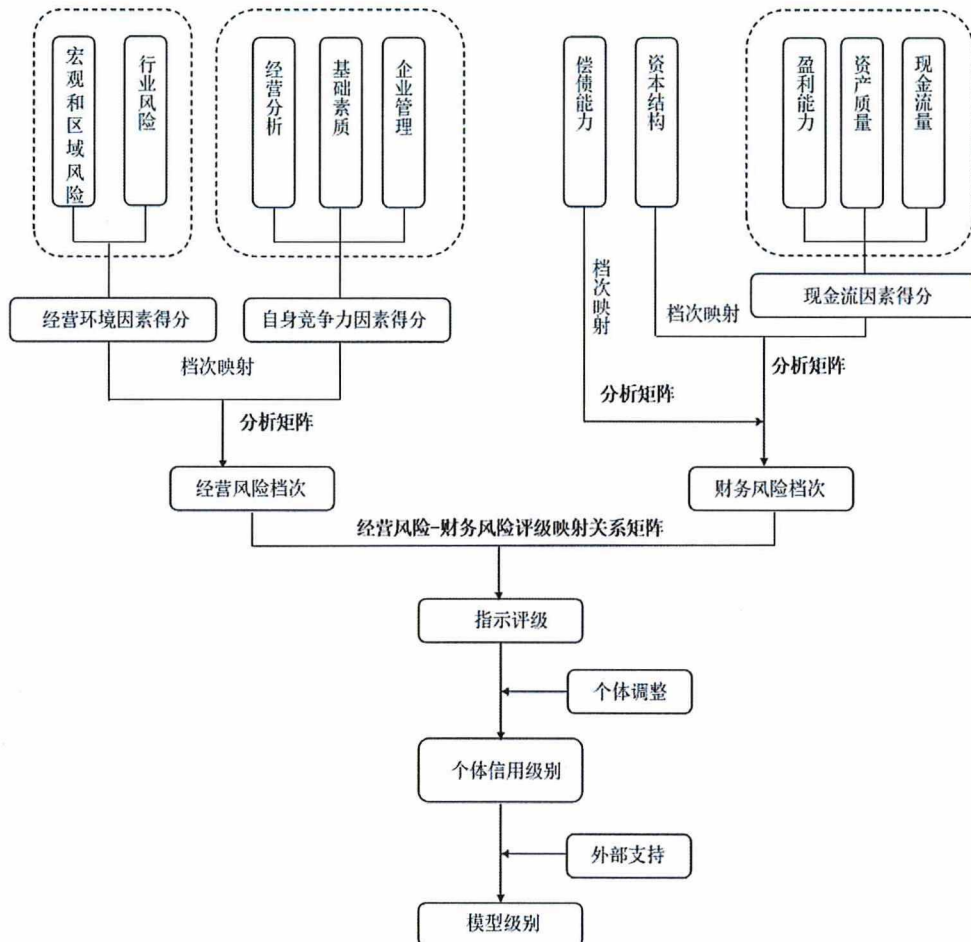 宏观和区域风险
行业风险
经营分析
基础素质
企业管理
偿债能力
资本结构
盈利能力
资产质量
现金流量
档次映射
现金流因素得分
经营环境因素得分
自身竞争力因素得分
档次映射
档次映射
分析矩阵
分析矩阵
分析矩阵
经营风险档次
财务风险档次
经营风险-财务风险评级映射关系矩阵
指示评级
个体调整
个体信用级别
外部支持
模型级别